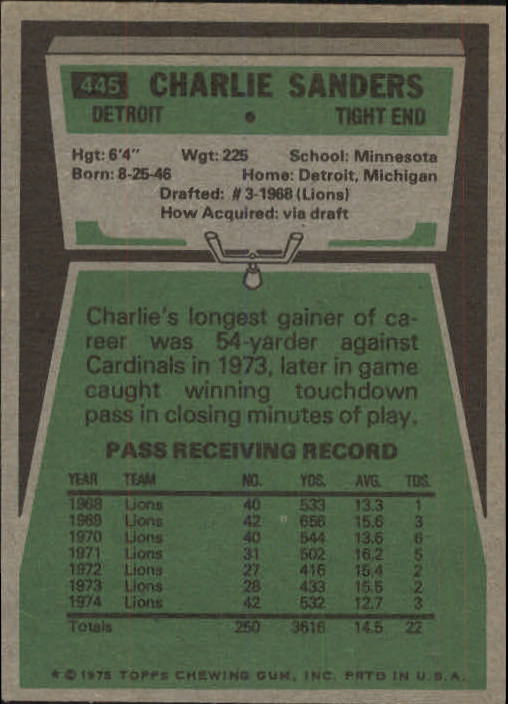 445 CHARLIE SANDERS
DETROIT • TIGHT END
Hgt: 6'4" Wgt: 225 School: Minnesota
Born: 8-25-46 Home: Detroit, Michigan
Drafted: #3-1968 (Lions)
How Acquired: via draft
Charlie's longest gainer of ca-
reer was 54-yarder against
Cardinals in 1973, later in game
caught winning touchdown
pass in closing minutes of play.
PASS RECEIVING RECORD
YEAR TEAM NO. YDS. AVG. TDS.
1968 Lions 40 533 13.3 1
1969 Lions 42 656 15.6 3
1970 Lions 40 544 13.6 6
1971 Lions 31 502 16.2 5
1972 Lions 27 416 15.4 2
1973 Lions 28 433 15.5 2
1974 Lions 42 532 12.7 3
Totals 250 3616 14.5 22
* © 1975 TOPPS CHEWING GUM, INC. PRTD IN U.S.A.